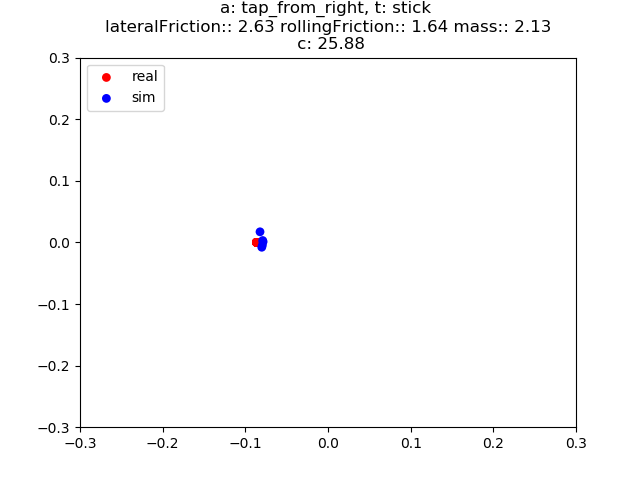 a: tap_from_right, t: stick
lateralFriction:: 2.63 rollingFriction:: 1.64 mass:: 2.13
c: 25.88
real
sim
0.3
0.2
0.1
0.0
−0.1
−0.2
−0.3
−0.3 −0.2 −0.1 0.0 0.1 0.2 0.3